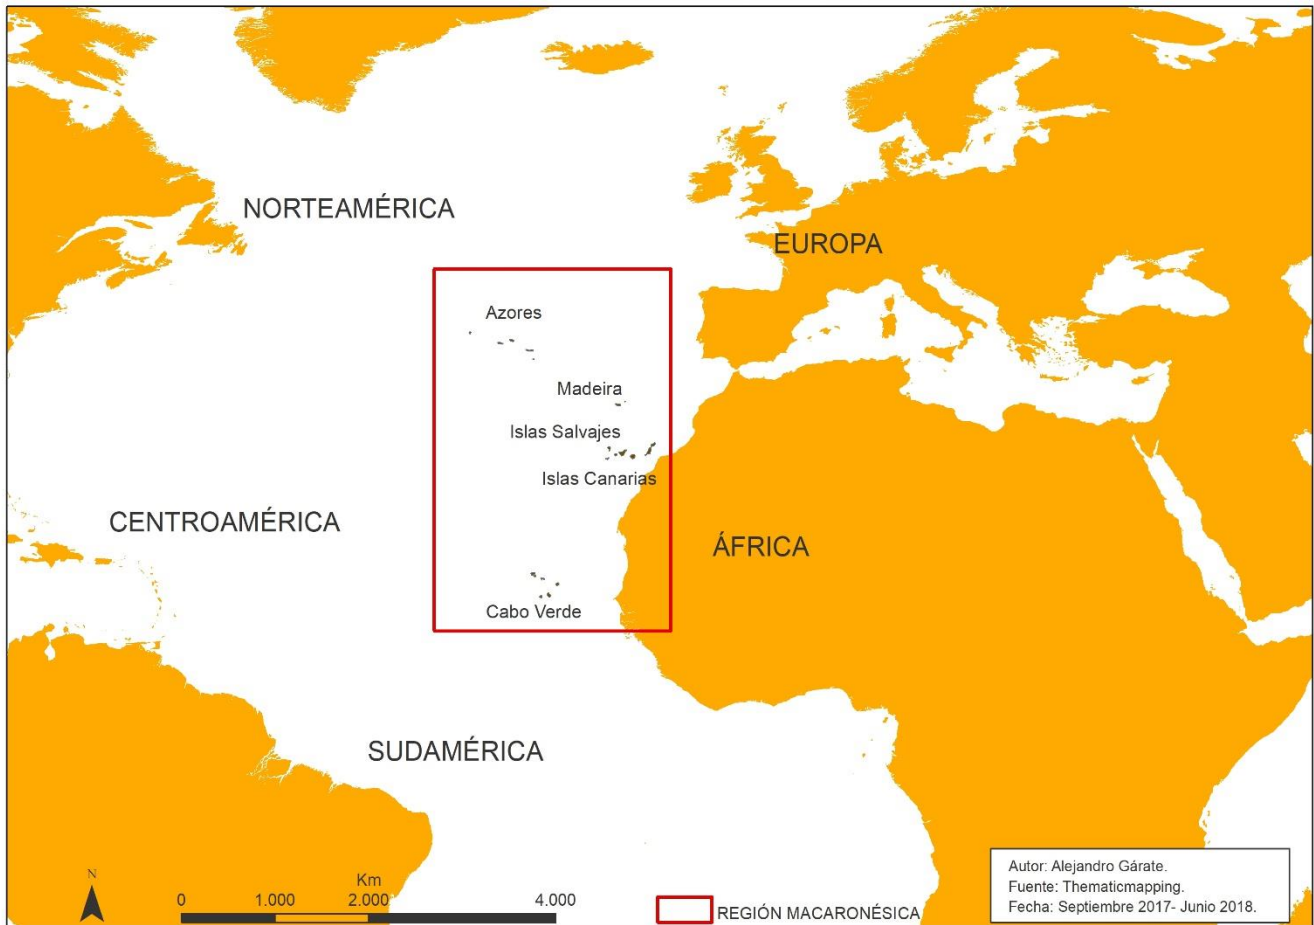 NORTEAMÉRICA
EUROPA
Azores
Madeira
Islas Salvajes
Islas Canarias
CENTROAMÉRICA
ÁFRICA
Cabo Verde
SUDAMÉRICA
N
Km
0 1.000 2.000 4.000
REGIÓN MACARONÉSICA
Autor: Alejandro Gárate.
Fuente: Thematicmapping.
Fecha: Septiembre 2017- Junio 2018.